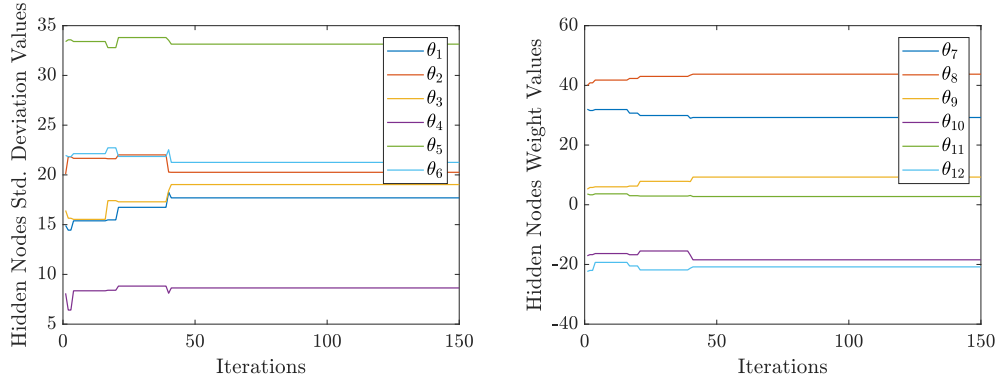 35
30
25
20
15
10
5
0
50
100
150
Iterations
Hidden Nodes Std. Deviation Values
θ1
θ2
θ3
θ4
θ5
θ6
60
40
20
0
-20
-40
0
50
100
150
Iterations
Hidden Nodes Weight Values
θ7
θ8
θ9
θ10
θ11
θ12